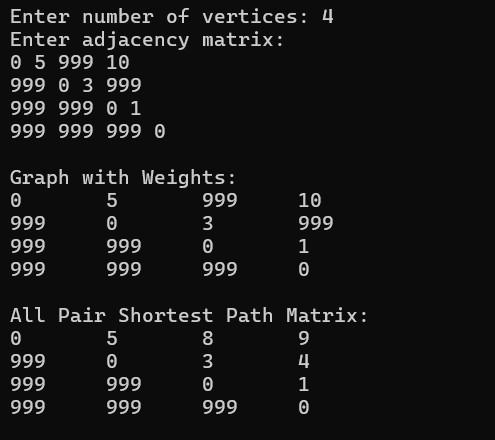 Enter number of vertices: 4
Enter adjacency matrix:
0 5 999 10
999 0 3 999
999 999 0 1
999 999 999 0
Graph with Weights:
0 5 999 10
999 0 3 999
999 999 0 1
999 999 999 0
All Pair Shortest Path Matrix:
0 5 8 9
999 0 3 4
999 999 0 1
999 999 999 0